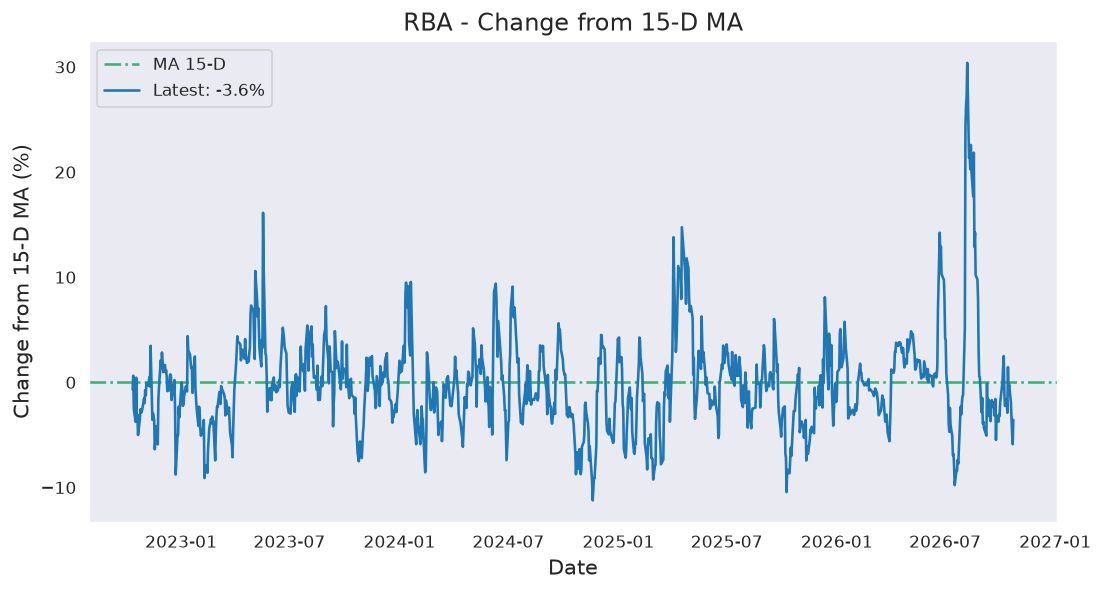 RBA - Change from 15-D MA
MA 15-D
Latest: -3.6%
Change from 15-D MA (%)
30
20
10
0
−10
2023-01 2023-07 2024-01 2024-07 2025-01 2025-07 2026-01 2026-07 2027-01
Date